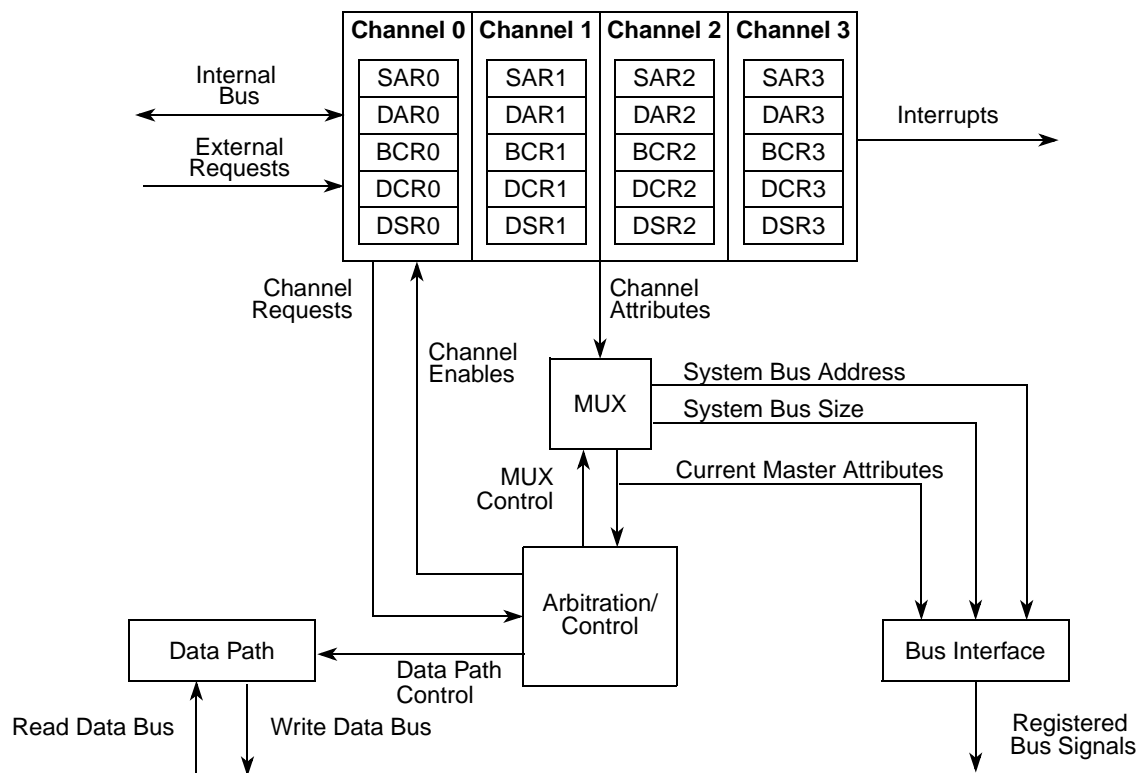 Channel 0 Channel 1 Channel 2 Channel 3
SAR0 SAR1 SAR2 SAR3
DAR0 DAR1 DAR2 DAR3
BCR0 BCR1 BCR2 BCR3
DCR0 DCR1 DCR2 DCR3
DSR0 DSR1 DSR2 DSR3
Internal
Bus
External
Requests
Interrupts
Channel
Requests
Channel
Enables
Channel
Attributes
MUX
System Bus Address
System Bus Size
Current Master Attributes
MUX
Control
Arbitration/
Control
Data Path
Data Path
Control
Bus Interface
Read Data Bus
Write Data Bus
Registered
Bus Signals